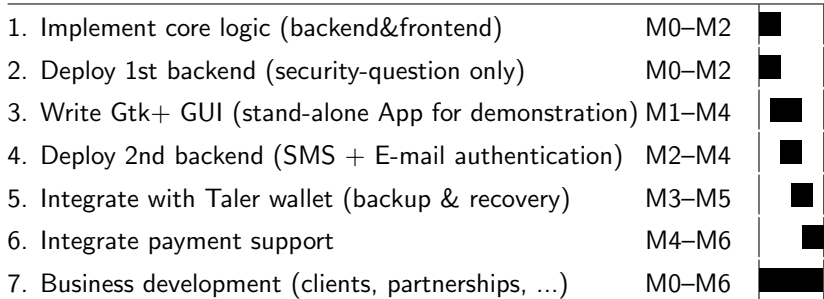 1. Implement core logic (backend&frontend) M0–M2
2. Deploy 1st backend (security-question only) M0–M2
3. Write Gtk+ GUI (stand-alone App for demonstration) M1–M4
4. Deploy 2nd backend (SMS + E-mail authentication) M2–M4
5. Integrate with Taler wallet (backup & recovery) M3–M5
6. Integrate payment support M4–M6
7. Business development (clients, partnerships, ...) M0–M6